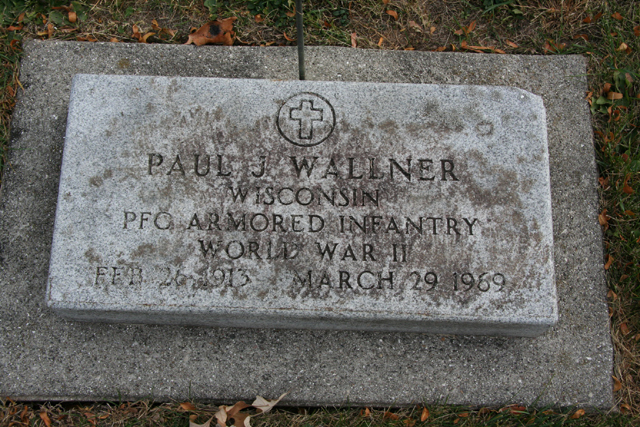 PAUL J WALLNER
WISCONSIN
PFC ARMORED INFANTRY
WORLD WAR II
FEB 26 1913 MARCH 29 1969